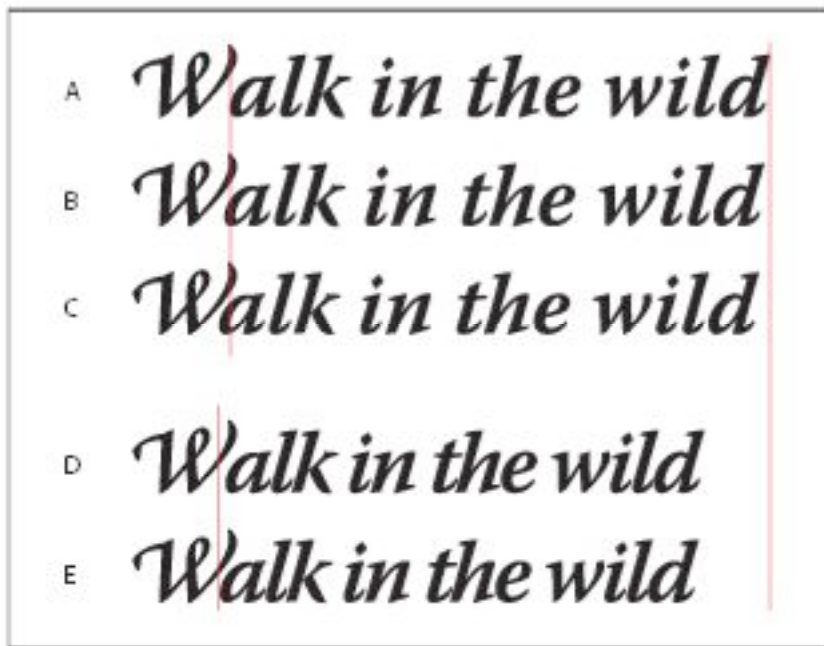 A Walk in the wild
B Walk in the wild
C Walk in the wild
D Walk in the wild
E Walk in the wild